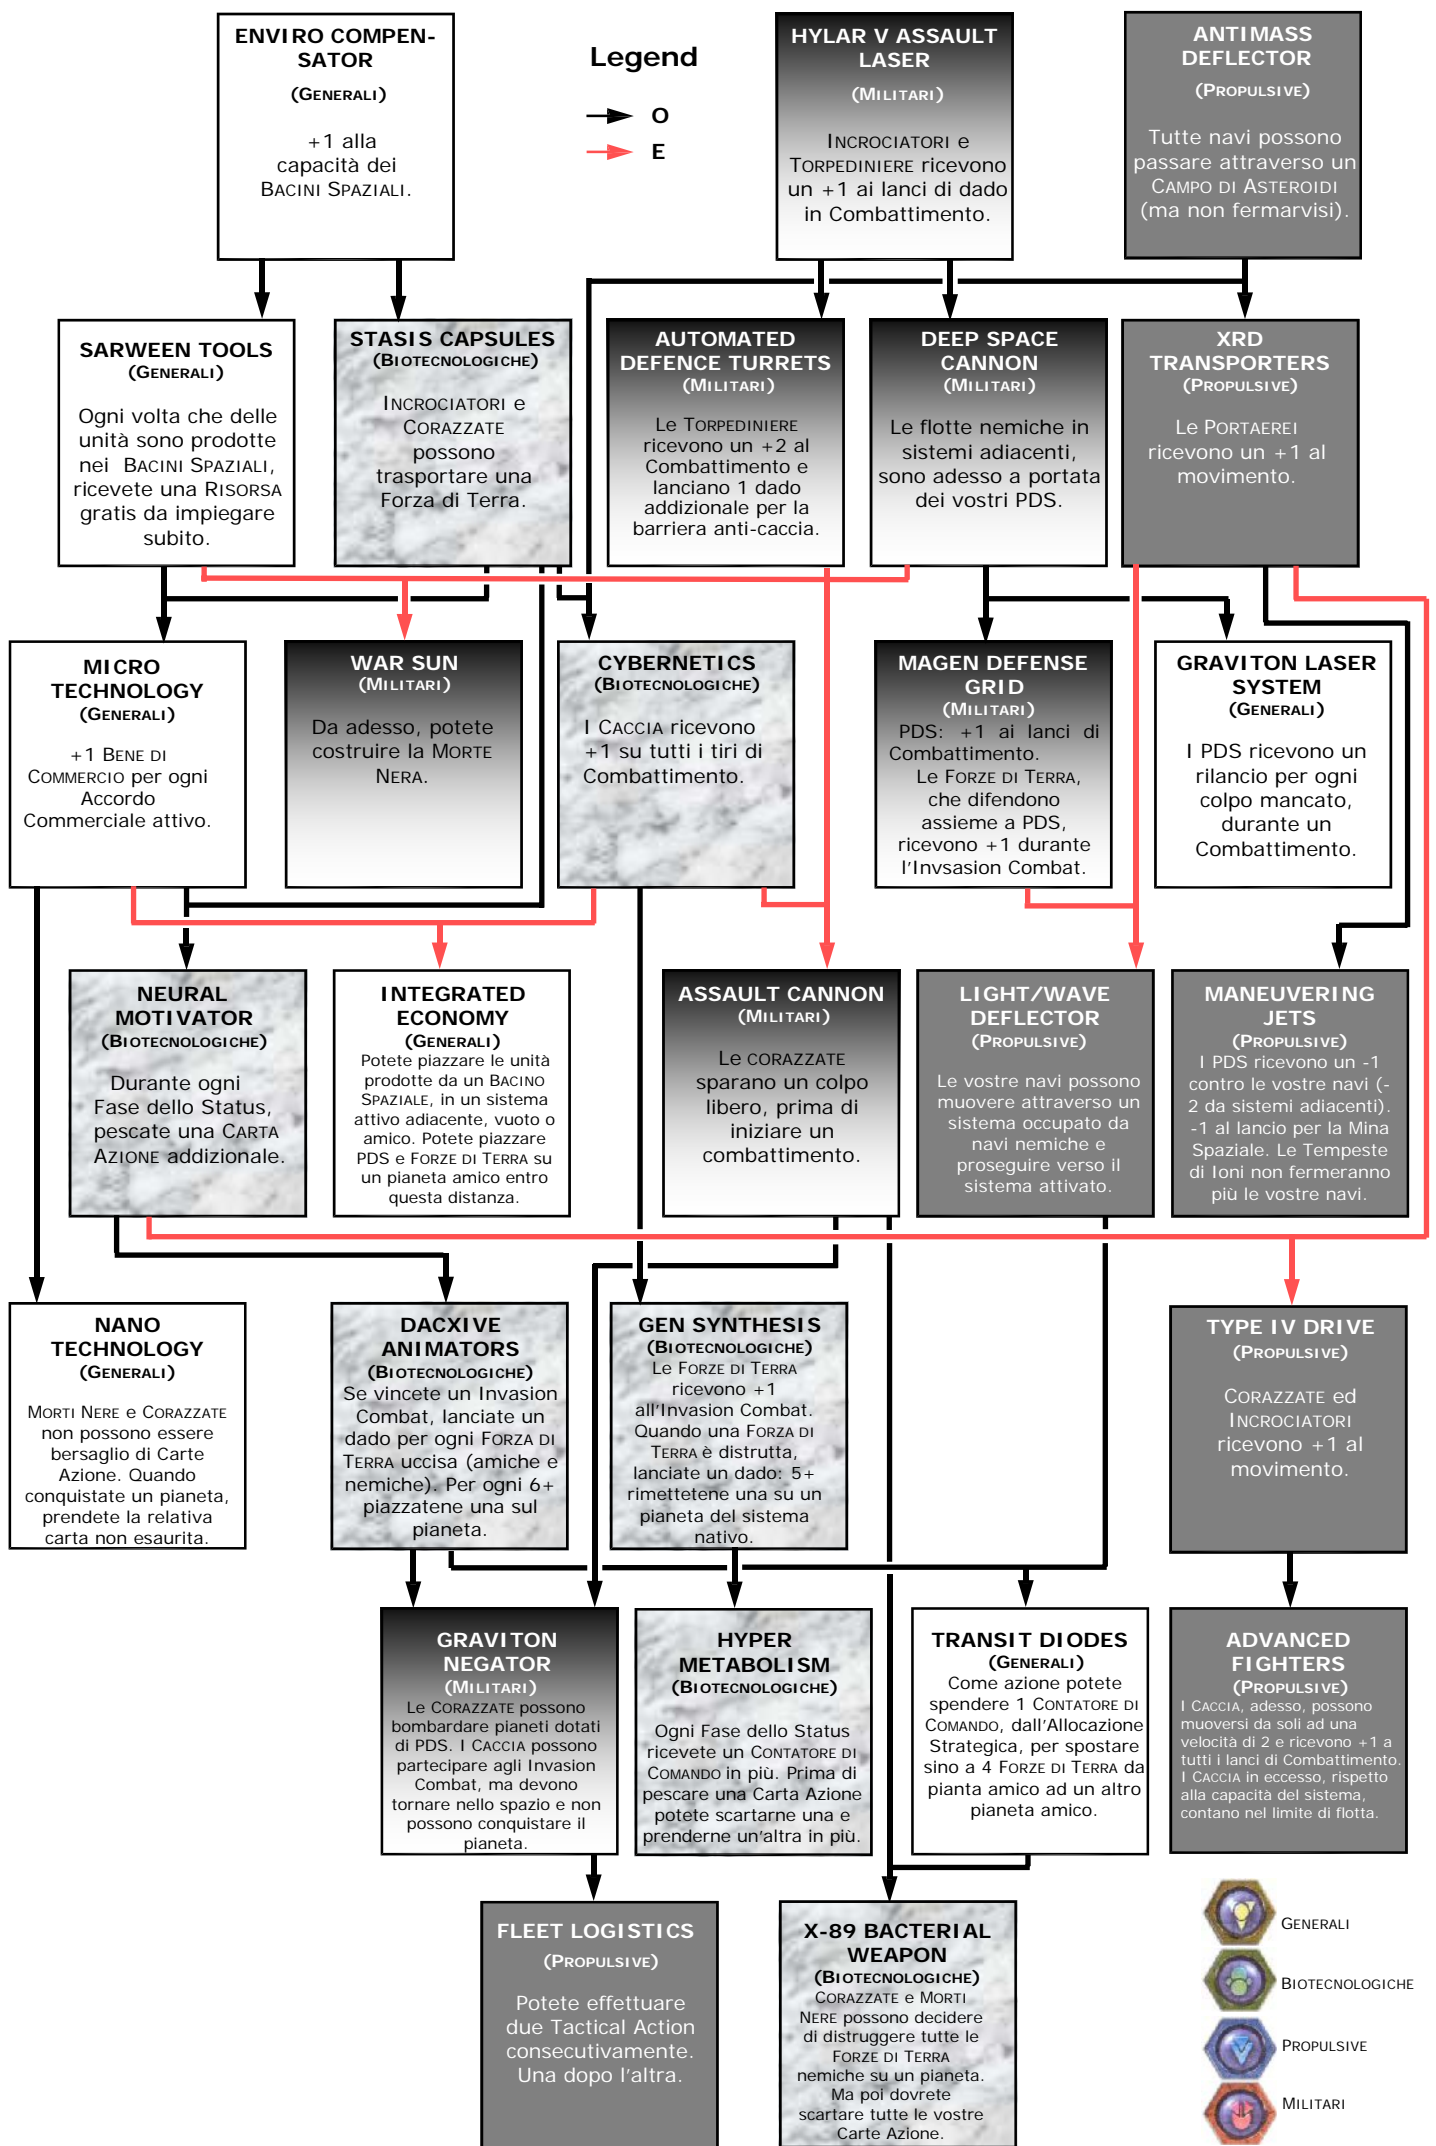 ENVIRO COMPEN-
SATOR
(GENERALI)
+1 alla
capacità dei
BACINI SPAZIALI.
Legend
O
E
HYLAR V ASSAULT
LASER
(MILITARI)
INCROCIATORI e
TORPEDINIERE ricevono
un +1 ai lanci di dado
in Combattimento.
ANTIMASS
DEFLECTOR
(PROPULSIVE)
Tutte navi possono
passare attraverso un
CAMPO DI ASTEROIDI
(ma non fermarvisi).
SARWEEN TOOLS
(GENERALI)
Ogni volta che delle
unità sono prodotte
nei BACINI SPAZIALI,
ricevete una RISORSA
gratis da impiegare
subito.
STASIS CAPSULES
(BIOTECNOLOGICHE)
INCROCIATORI e
CORAZZATE
possono
trasportare una
Forza di Terra.
AUTOMATED
DEFENCE TURRETS
(MILITARI)
Le TORPEDINIERE
ricevono un +2 al
Combattimento e
lanciano 1 dado
addizionale per la
barriera anti-caccia.
DEEP SPACE
CANNON
(MILITARI)
Le flotte nemiche in
sistemi adiacenti,
sono adesso a portata
dei vostri PDS.
XRD
TRANSPORTERS
(PROPULSIVE)
Le PORTAEREI
ricevono un +1 al
movimento.
MICRO
TECHNOLOGY
(GENERALI)
+1 BENE DI
COMMERCIO per ogni
Accordo
Commerciale attivo.
WAR SUN
(MILITARI)
Da adesso, potete
costruire la MORTE
NERA.
CYBERNETICS
(BIOTECNOLOGICHE)
I CACCIA ricevono
+1 su tutti i tiri di
Combattimento.
MAGEN DEFENSE
GRID
(MILITARI)
PDS: +1 ai lanci di
Combattimento.
Le FORZE DI TERRA,
che difendono
assieme a PDS,
ricevono +1 durante
l'Invsasion Combat.
GRAVITON LASER
SYSTEM
(GENERALI)
I PDS ricevono un
rilancio per ogni
colpo mancato,
durante un
Combattimento.
NEURAL
MOTIVATOR
(BIOTECNOLOGICHE)
Durante ogni
Fase dello Status,
pescate una CARTA
AZIONE addizionale.
INTEGRATED
ECONOMY
(GENERALI)
Potete piazzare le unità
prodotte da un BACINO
SPAZIALE, in un sistema
attivo adiacente, vuoto o
amico. Potete piazzare
PDS e FORZE DI TERRA su
un pianeta amico entro
questa distanza.
ASSAULT CANNON
(MILITARI)
Le CORAZZATE
sparano un colpo
libero, prima di
iniziare un
combattimento.
LIGHT/WAVE
DEFLECTOR
(PROPULSIVE)
Le vostre navi possono
muovere attraverso un
sistema occupato da
navi nemiche e
proseguire verso il
sistema attivato.
MANEUVERING
JETS
(PROPULSIVE)
I PDS ricevono un -1
contro le vostre navi (-
2 da sistemi adiacenti).
-1 al lancio per la Mina
Spaziale. Le Tempeste
di Ioni non fermeranno
più le vostre navi.
NANO
TECHNOLOGY
(GENERALI)
MORTI NERE e CORAZZATE
non possono essere
bersaglio di Carte
Azione. Quando
conquistate un pianeta,
prendete la relativa
carta non esaurita.
DACXIVE
ANIMATORS
(BIOTECNOLOGICHE)
Se vincete un Invasion
Combat, lanciate un
dado per ogni FORZA DI
TERRA uccisa (amiche e
nemiche). Per ogni 6+
piazzatene una sul
pianeta.
GEN SYNTHESIS
(BIOTECNOLOGICHE)
Le FORZE DI TERRA
ricevono +1
all'Invasion Combat.
Quando una FORZA DI
TERRA è distrutta,
lanciate un dado: 5+
rimettetene una su un
pianeta del sistema
nativo.
TYPE IV DRIVE
(PROPULSIVE)
CORAZZATE ed
INCROCIATORI
ricevono +1 al
movimento.
GRAVITON
NEGATOR
(MILITARI)
Le CORAZZATE possono
bombardare pianeti dotati
di PDS. I CACCIA possono
partecipare agli Invasion
Combat, ma devono
tornare nello spazio e non
possono conquistare il
pianeta.
HYPER
METABOLISM
(BIOTECNOLOGICHE)
Ogni Fase dello Status
ricevete un CONTATORE DI
COMANDO in più. Prima di
pescare una Carta Azione
potete scartarne una e
prenderne un'altra in più.
TRANSIT DIODES
(GENERALI)
Come azione potete
spendere 1 CONTATORE DI
COMANDO, dall'Allocazione
Strategica, per spostare
sino a 4 FORZE DI TERRA da
pianta amico ad un altro
pianeta amico.
ADVANCED
FIGHTERS
(PROPULSIVE)
I CACCIA, adesso, possono
muoversi da soli ad una
velocità di 2 e ricevono +1 a
tutti i lanci di Combattimento.
I CACCIA in eccesso, rispetto
alla capacità del sistema,
contano nel limite di flotta.
FLEET LOGISTICS
(PROPULSIVE)
Potete effettuare
due Tactical Action
consecutivamente.
Una dopo l'altra.
X-89 BACTERIAL
WEAPON
(BIOTECNOLOGICHE)
CORAZZATE e MORTI
NERE possono decidere
di distruggere tutte le
FORZE DI TERRA
nemiche su un pianeta.
Ma poi dovrete
scartare tutte le vostre
Carte Azione.
GENERALI
BIOTECNOLOGICHE
PROPULSIVE
MILITARI